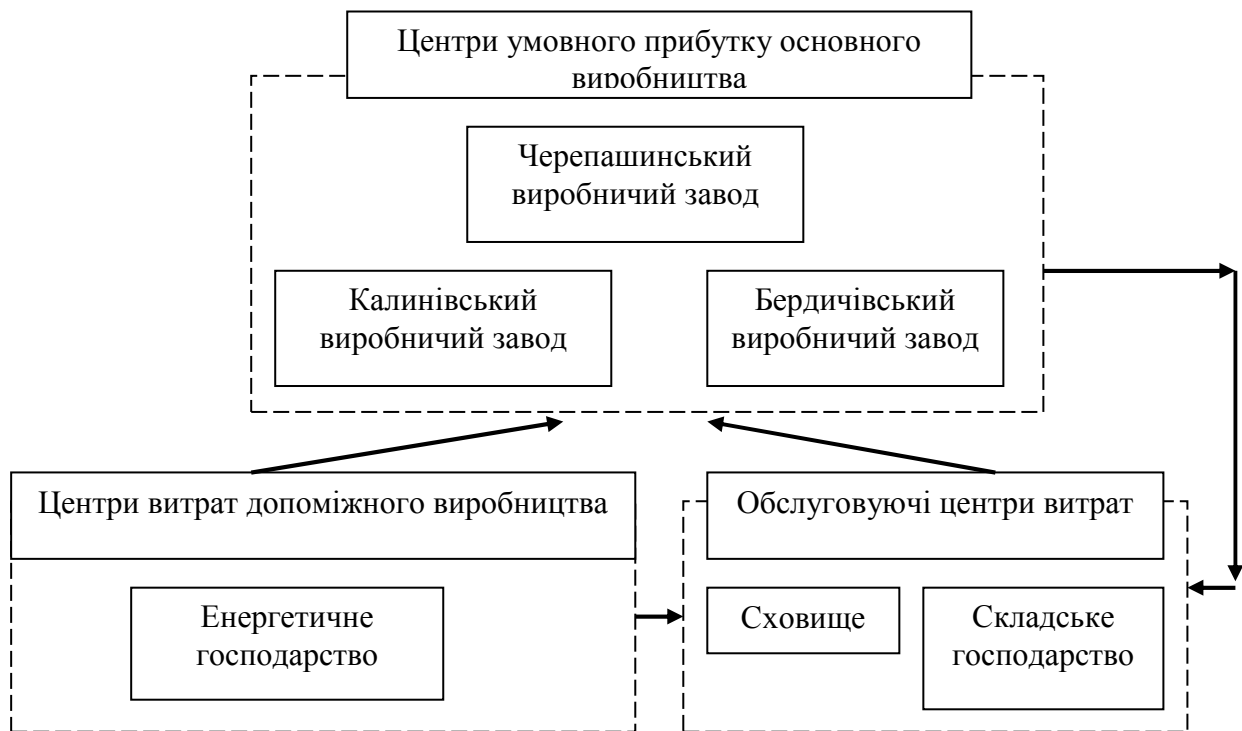 Центри умовного прибутку основного
виробництва
Черепашинський
виробничий завод
Калинівський
виробничий завод
Бердичівський
виробничий завод
Центри витрат допоміжного виробництва
Обслуговуючі центри витрат
Енергетичне
господарство
Сховище
Складське
господарство